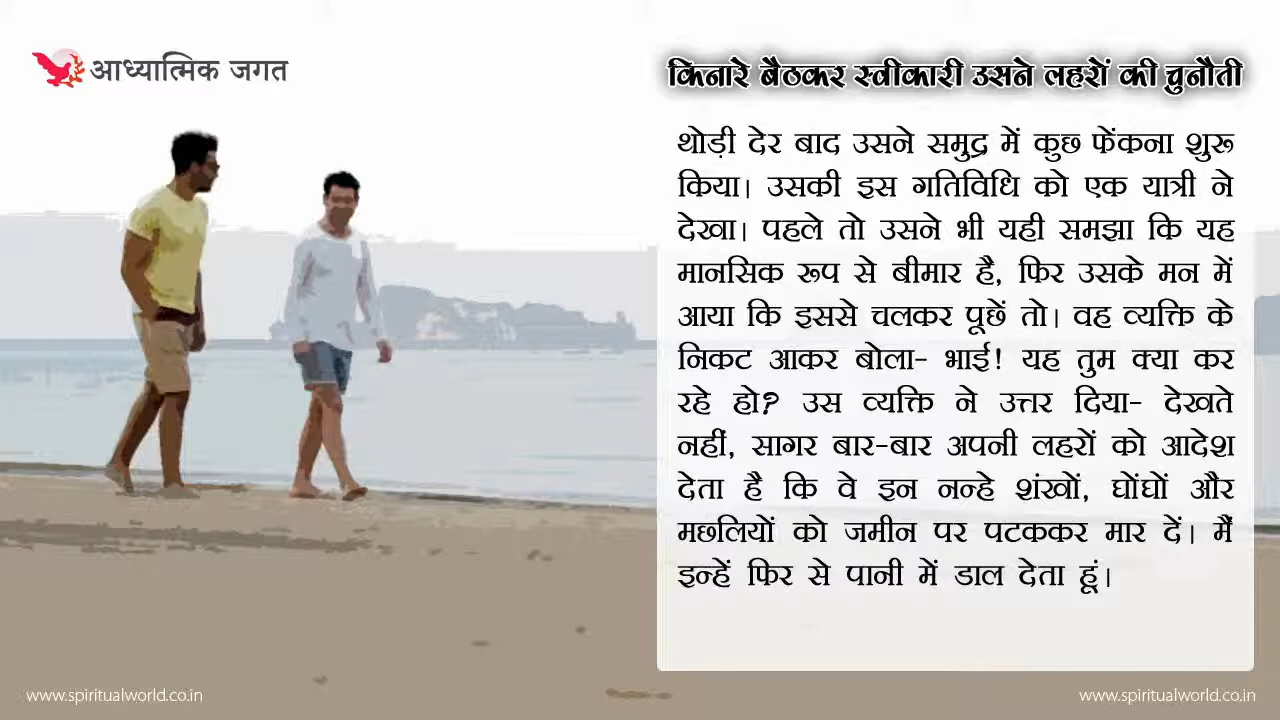 आध्यात्मिक जगत
किनारे बैठकर स्वीकारी उसने लहरों की चुनौती
थोड़ी देर बाद उसने समुद्र में कुछ फेंकना शुरू
किया। उसकी इस गतिविधि को एक यात्री ने
देखा। पहले तो उसने भी यही समझा कि यह
मानसिक रूप से बीमार है, फिर उसके मन में
आया कि इससे चलकर पूछें तो। वह व्यक्ति के
निकट आकर बोला- भाई! यह तुम क्या कर
रहे हो? उस व्यक्ति ने उत्तर दिया- देखते
नहीं, सागर बार-बार अपनी लहरों को आदेश
देता है कि वे इन नन्हे शंखों, घोंघों और
मछलियों को जमीन पर पटककर मार दें। मैं
इन्हें फिर से पानी में डाल देता हूं।
www.spiritualworld.co.in
www.spiritualworld.co.in